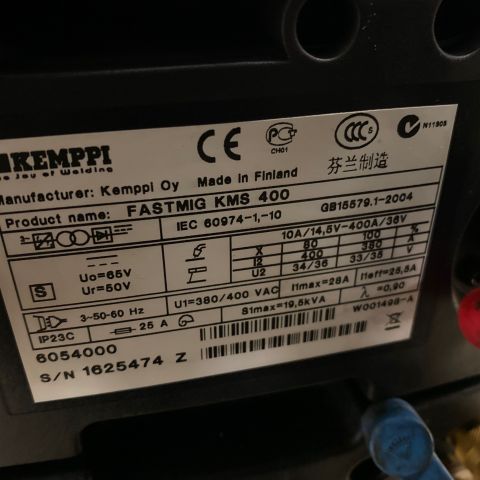 KEMPPI
Joy of Welding
CE
CH01
CCC S
N11905
芬兰制造
Manufacturer: Kemppi Oy Made in Finland
Product name: FASTMIG KMS 400
IEC 60974-1,-10 GB15579.1-2004
10A/14,5V-400A/36V
X 80 100 %
I2 400 380 A
U2 34/36 33/35 V
Uo=65V
S Ur=50V
3~50-60 Hz U1=380/400 VAC I1max=28A I1eff=25,5A
IP23C 25 A S1max=19,5kVA λ=0,90
6054000 W001498-A
S/N 1625474 Z